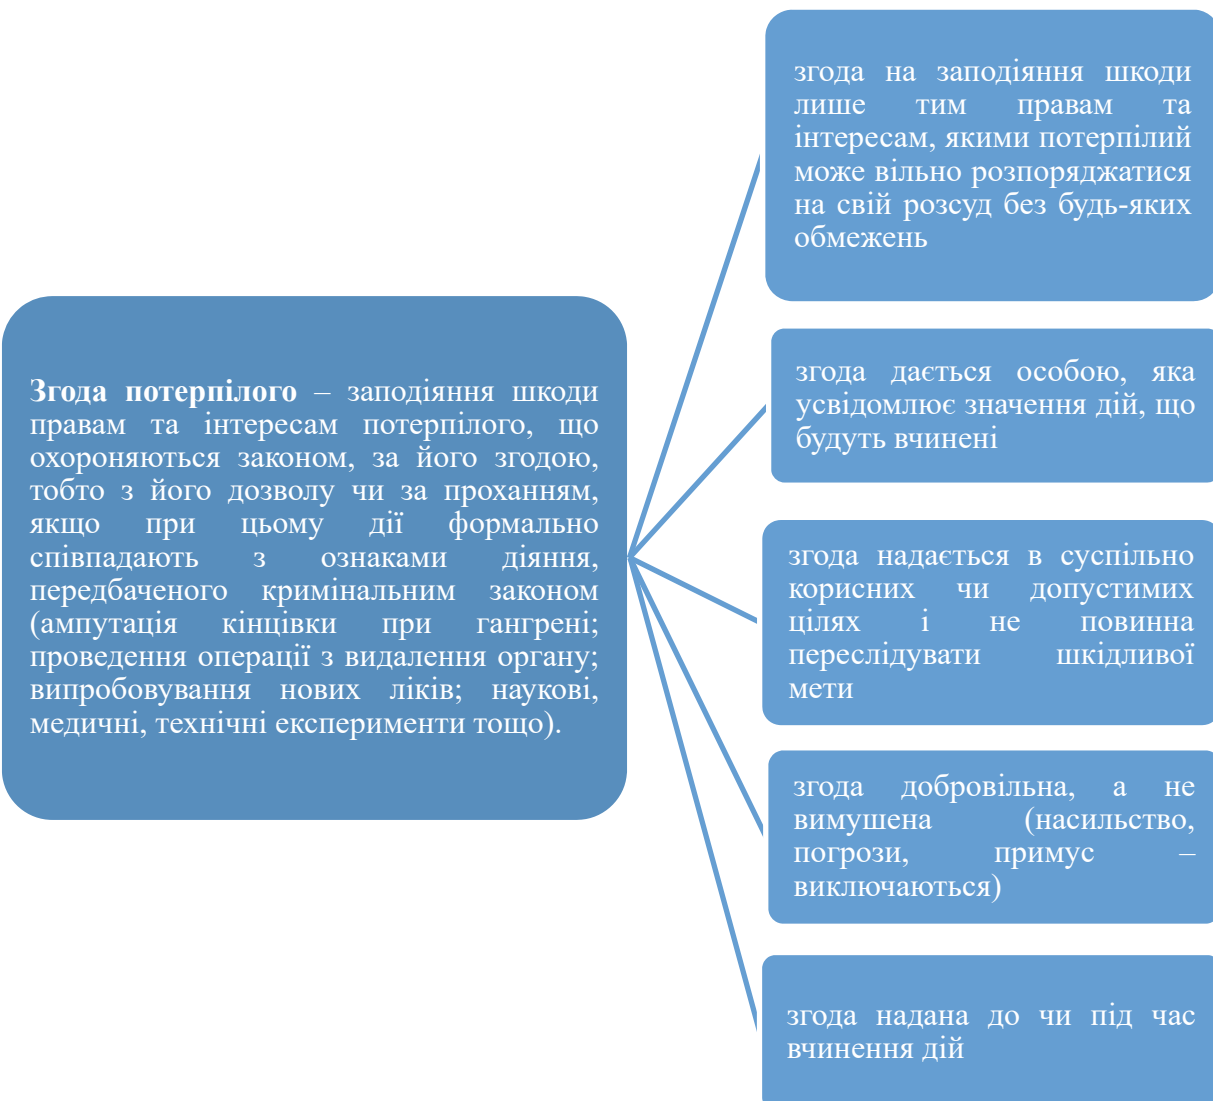 Згода потерпілого – заподіяння шкоди
правам та інтересам потерпілого, що
охороняються законом, за його згодою,
тобто з його дозволу чи за проханням,
якщо при цьому дії формально
співпадають з ознаками діяння,
передбаченого кримінальним законом
(ампутація кінцівки при гангрені;
проведення операції з видалення органу;
випробовування нових ліків; наукові,
медичні, технічні експерименти тощо).
згода на заподіяння шкоди
лише тим правам та
інтересам, якими потерпілий
може вільно розпоряджатися
на свій розсуд без будь-яких
обмежень
згода дається особою, яка
усвідомлює значення дій, що
будуть вчинені
згода надається в суспільно
корисних чи допустимих
цілях і не повинна
переслідувати шкідливої
мети
згода добровільна, а не
вимушена (насильство,
погрози, примус –
виключаються)
згода надана до чи під час
вчинення дій